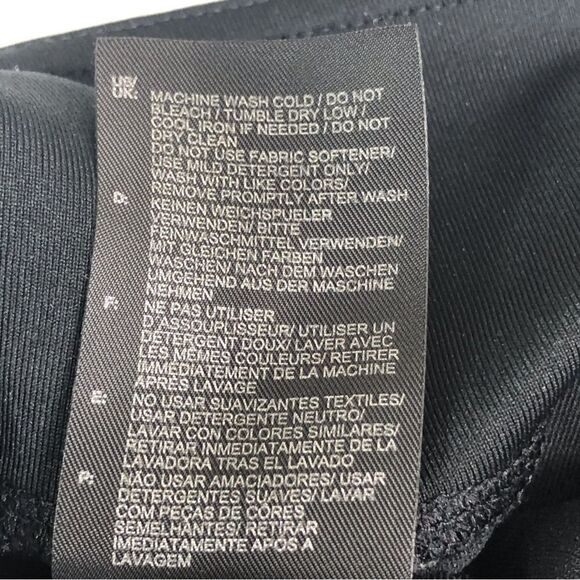 US/
UK: MACHINE WASH COLD / DO NOT
BLEACH / TUMBLE DRY LOW /
COOL IRON IF NEEDED / DO NOT
DRY CLEAN
DO NOT USE FABRIC SOFTENER/
USE MILD DETERGENT ONLY/
WASH WITH LIKE COLORS/
REMOVE PROMPTLY AFTER WASH
D: KEINEN WEICHSPUELER
VERWENDEN/ BITTE
FEINWASCHMITTEL VERWENDEN/
MIT GLEICHEN FARBEN
WASCHEN/ NACH DEM WASCHEN
UMGEHEND AUS DER MASCHINE
NEHMEN
F: NE PAS UTILISER
D'ASSOUPLISSEUR/ UTILISER UN
DETERGENT DOUX/ LAVER AVEC
LES MEMES COULEURS/ RETIRER
IMMEDIATEMENT DE LA MACHINE
APRES LAVAGE
E: NO USAR SUAVIZANTES TEXTILES/
USAR DETERGENTE NEUTRO/
LAVAR CON COLORES SIMILARES/
RETIRAR INMEDIATAMENTE DE LA
LAVADORA TRAS EL LAVADO
P: NÃO USAR AMACIADORES/ USAR
DETERGENTES SUAVES/ LAVAR
COM PEÇAS DE CÔRES
SEMELHANTES/ RETIRAR
IMEDIATAMENTE APOS A
LAVAGEM